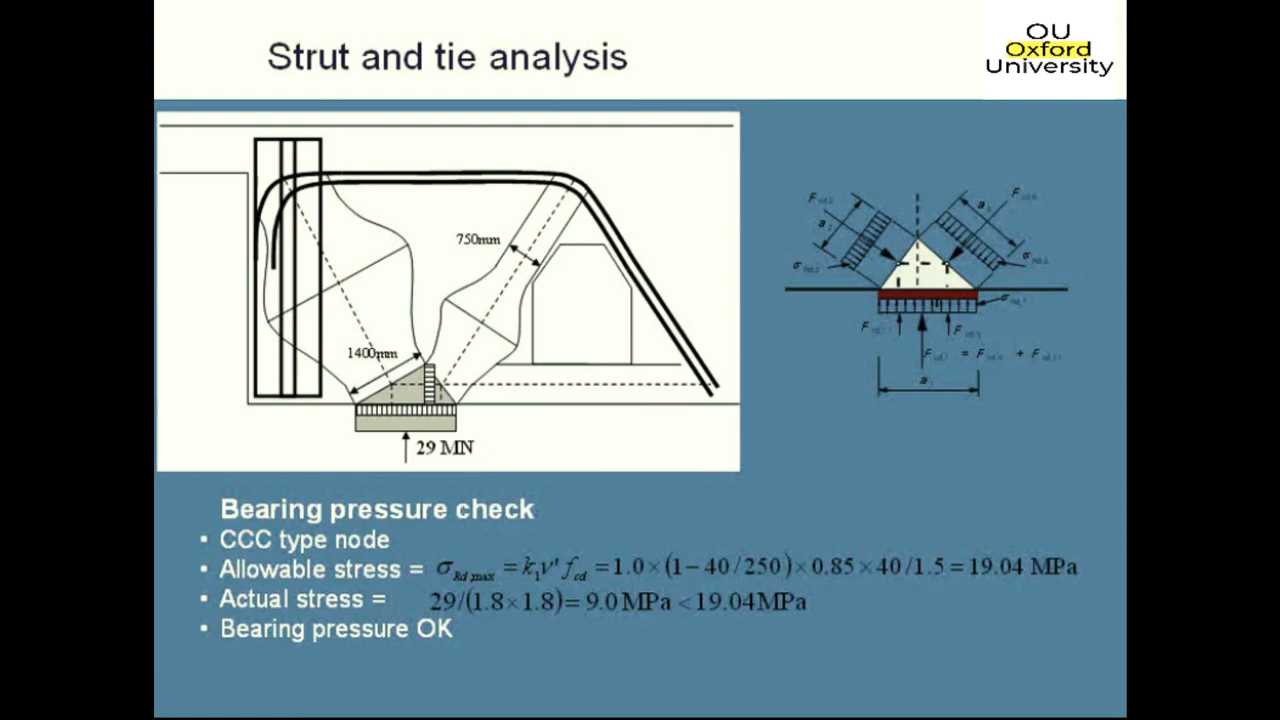 Strut and tie analysis
OU
Oxford
University
750mm
1400mm
29 MN
Bearing pressure check
• CCC type node
• Allowable stress = σRd max = k1ν' fcd = 1.0×(1−40/250)×0.85×40/1.5=19.04 MPa
• Actual stress = 29/(1.8×1.8)=9.0MPa <19.04MPa
• Bearing pressure OK